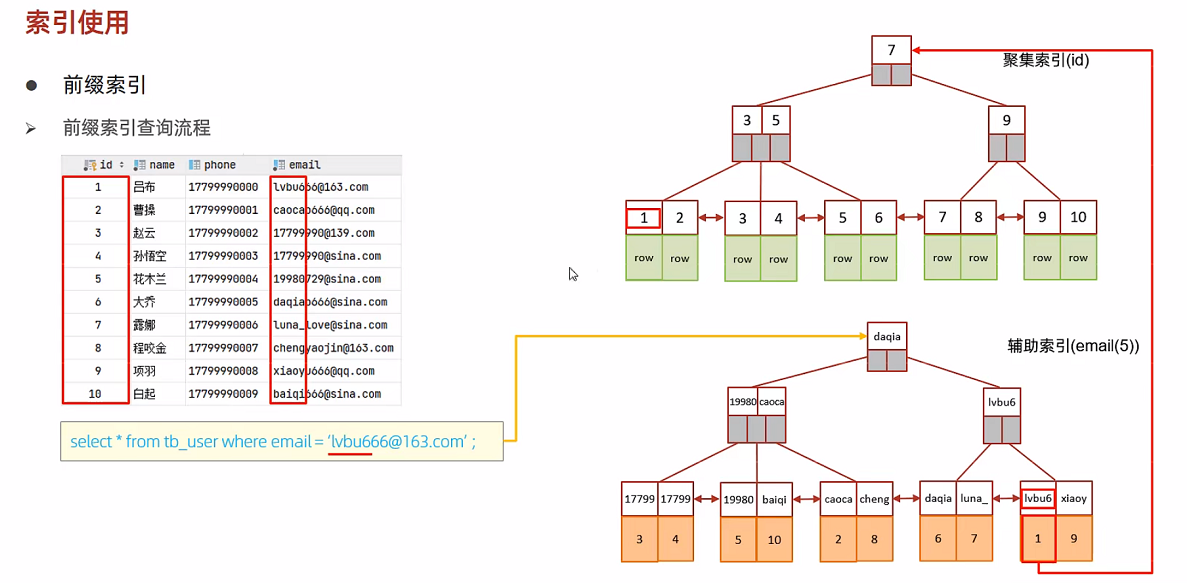 索引使用
● 前缀索引
➢ 前缀索引查询流程
id name phone email
1 吕布 17799990000 lvbu666@163.com
2 曹操 17799990001 caocao666@qq.com
3 赵云 17799990002 17799990@139.com
4 孙悟空 17799990003 17799990@sina.com
5 花木兰 17799990004 19980729@sina.com
6 大乔 17799990005 daqiao666@sina.com
7 露娜 17799990006 luna_love@sina.com
8 程咬金 17799990007 chengyaojin@163.com
9 项羽 17799990008 xiaoyu666@qq.com
10 白起 17799990009 baiqi666@sina.com
select * from tb_user where email = ‘lvbu666@163.com’ ;
7
聚集索引(id)
3 5
9
1 2 3 4 5 6 7 8 9 10
row row row row row row row row row row
daqia
辅助索引(email(5))
19980 caoca
lvbu6
17799 17799 19980 baiqi caoca cheng daqia luna_ lvbu6 xiaoy
3 4 5 10 2 8 6 7 1 9